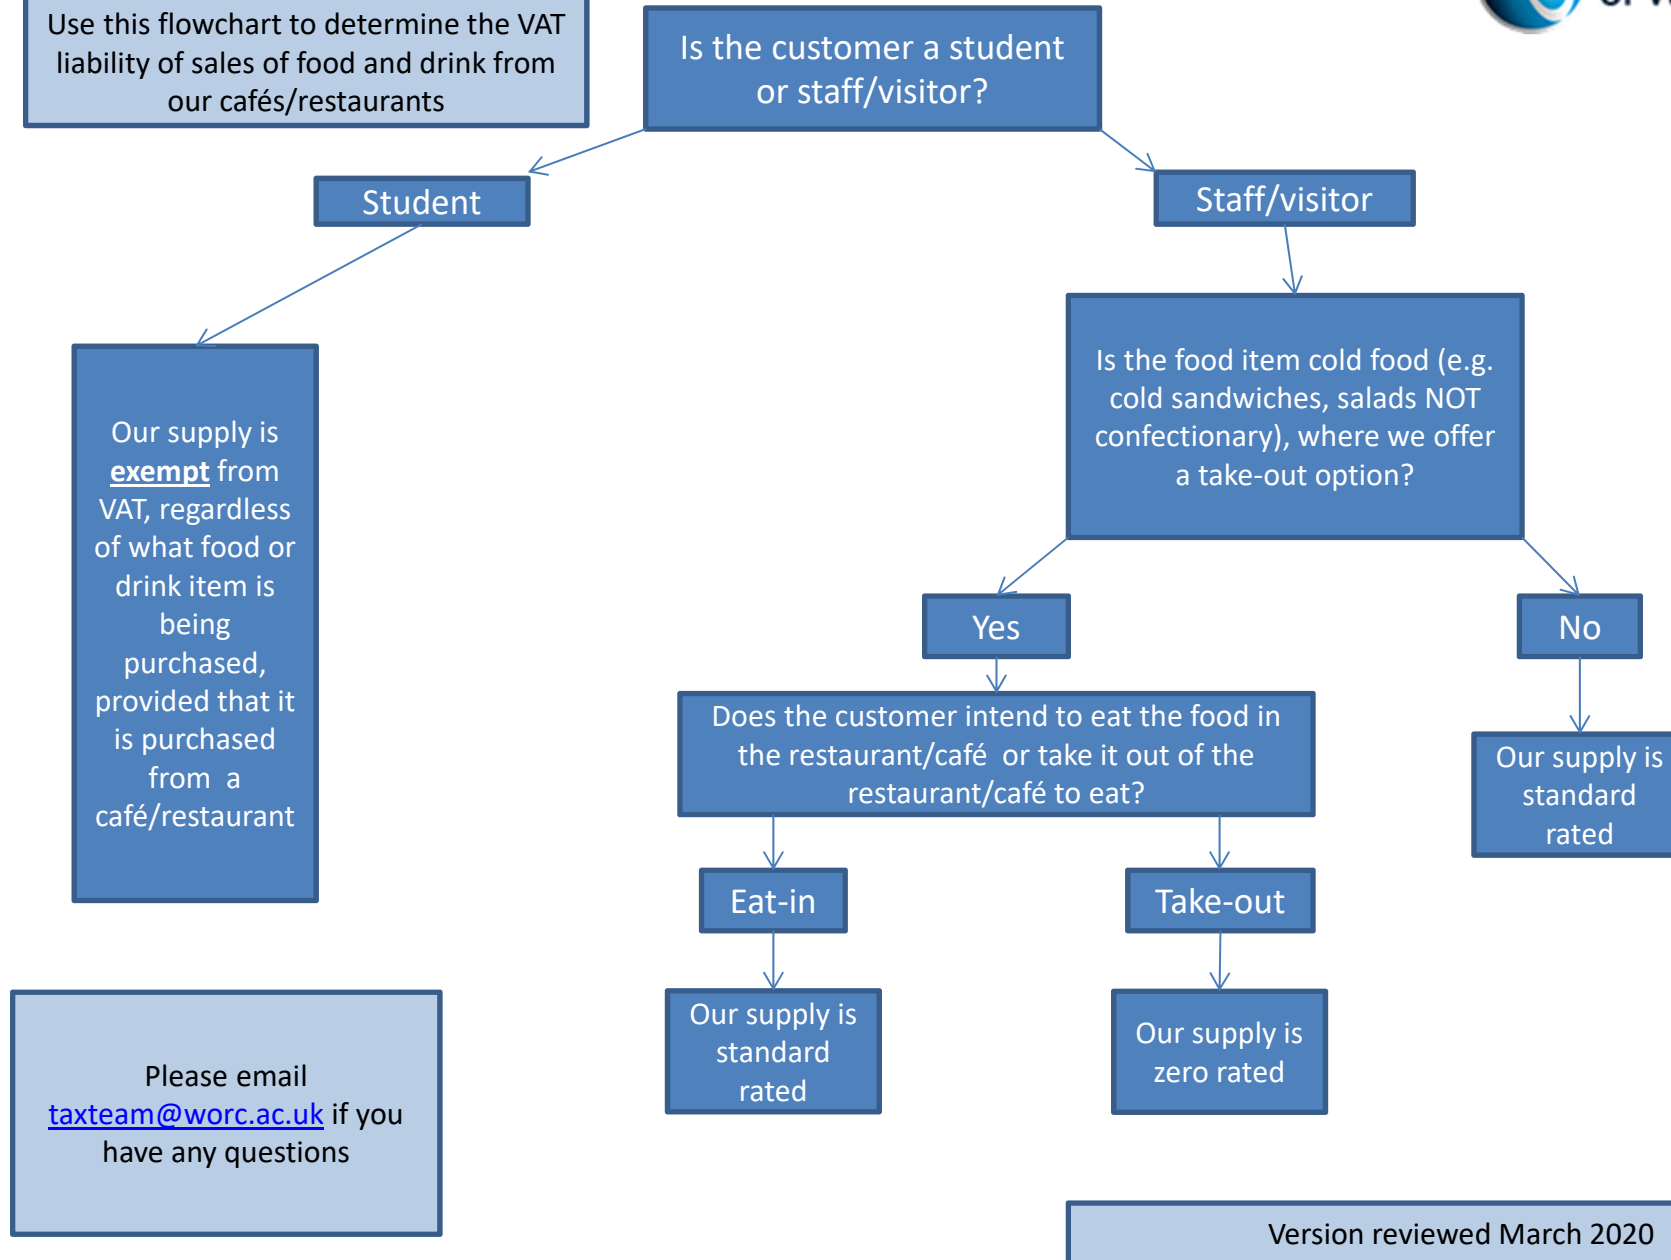 Use this flowchart to determine the VAT
liability of sales of food and drink from
our cafés/restaurants
Is the customer a student
or staff/visitor?
Student
Staff/visitor
Our supply is
exempt from
VAT, regardless
of what food or
drink item is
being
purchased,
provided that it
is purchased
from a
café/restaurant
Is the food item cold food (e.g.
cold sandwiches, salads NOT
confectionary), where we offer
a take-out option?
Yes
No
Does the customer intend to eat the food in
the restaurant/café or take it out of the
restaurant/café to eat?
Our supply is
standard
rated
Eat-in
Take-out
Our supply is
standard
rated
Our supply is
zero rated
Please email
taxteam@worc.ac.uk if you
have any questions
Version reviewed March 2020